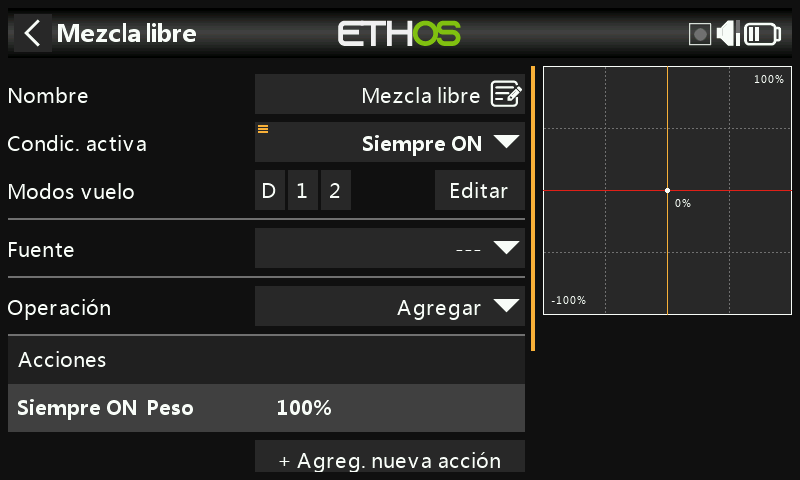 Mezcla libre
ETHOS
Nombre
Mezcla libre
Condic. activa
Siempre ON
Modos vuelo
D 1 2
Editar
Fuente
---
Operación
Agregar
Acciones
Siempre ON Peso 100%
+ Agreg. nueva acción
100%
0%
-100%